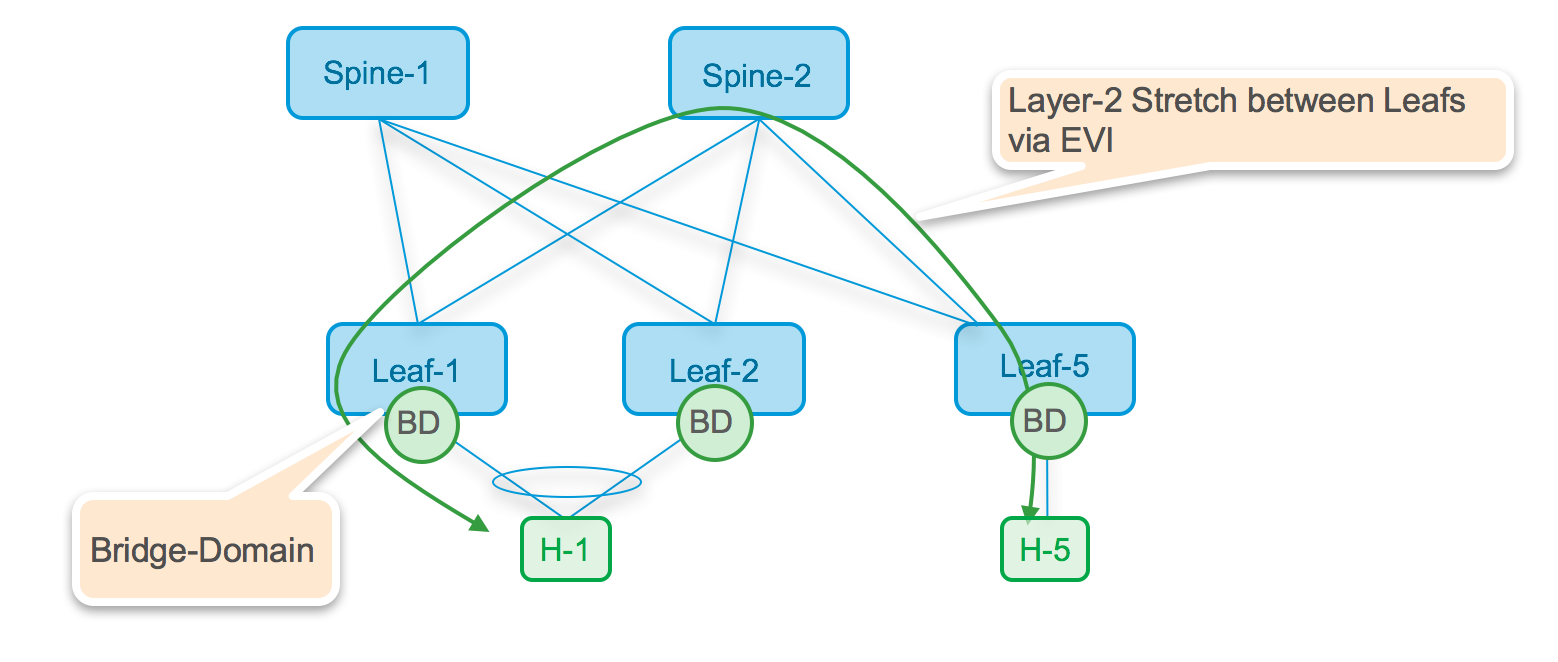 Spine-1
Spine-2
Layer-2 Stretch between Leafs
via EVI
Leaf-1
Leaf-2
Leaf-5
BD
BD
BD
Bridge-Domain
H-1
H-5